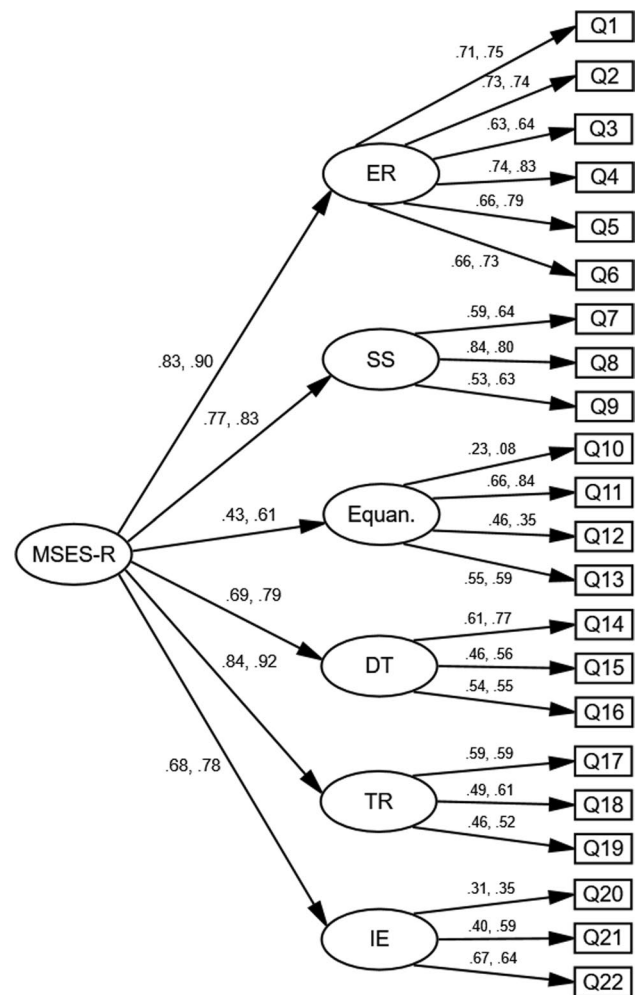 Q1
.71, .75
Q2
.73, .74
Q3
.63, .64
ER
Q4
.74, .83
Q5
.66, .79
Q6
.66, .73
Q7
.59, .64
SS
Q8
.84, .80
Q9
.53, .63
.83, .90
.77, .83
Q10
.23, .08
Q11
.66, .84
Equan.
.43, .61
Q12
.46, .35
Q13
.55, .59
MSES-R
.69, .79
Q14
.61, .77
DT
Q15
.46, .56
Q16
.54, .55
.84, .92
.68, .78
Q17
.59, .59
TR
Q18
.49, .61
Q19
.46, .52
Q20
.31, .35
IE
Q21
.40, .59
Q22
.67, .64